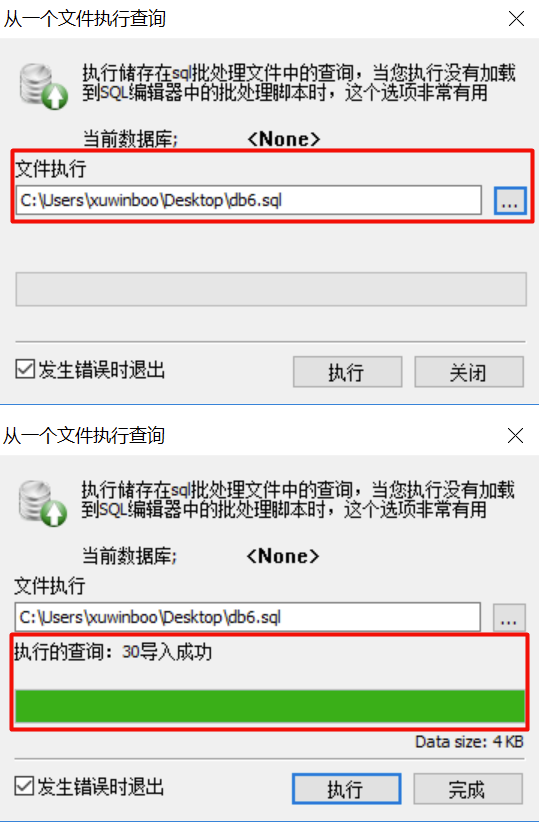 从一个文件执行查询
执行储存在sql批处理文件中的查询，当您执行没有加载
到SQL编辑器中的批处理脚本时，这个选项非常有用
当前数据库; <None>
文件执行
C:\Users\xuwinboo\Desktop\db6.sql ...
发生错误时退出 执行 关闭
从一个文件执行查询
执行储存在sql批处理文件中的查询，当您执行没有加载
到SQL编辑器中的批处理脚本时，这个选项非常有用
当前数据库; <None>
文件执行
C:\Users\xuwinboo\Desktop\db6.sql ...
执行的查询：30导入成功
Data size: 4 KB
发生错误时退出 执行 完成